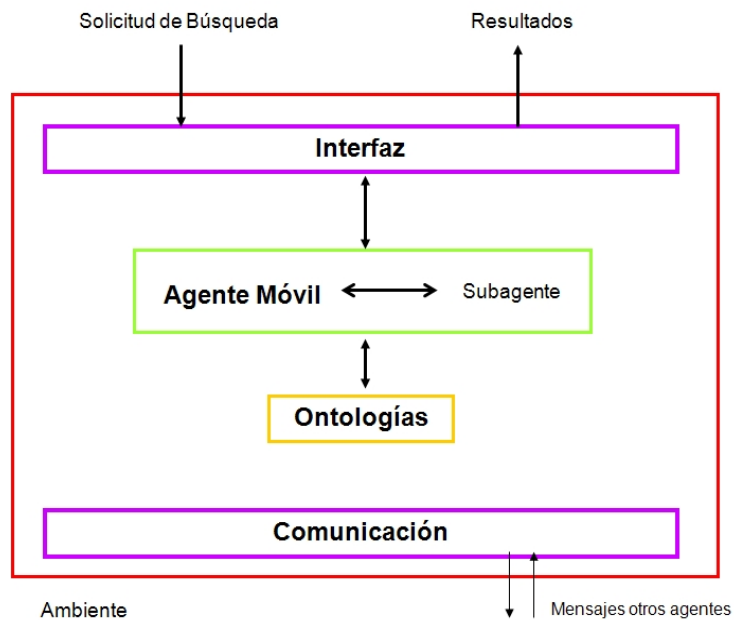 Solicitud de Búsqueda
Resultados
Interfaz
Agente Móvil
Subagente
Ontologías
Comunicación
Ambiente
Mensajes otros agentes